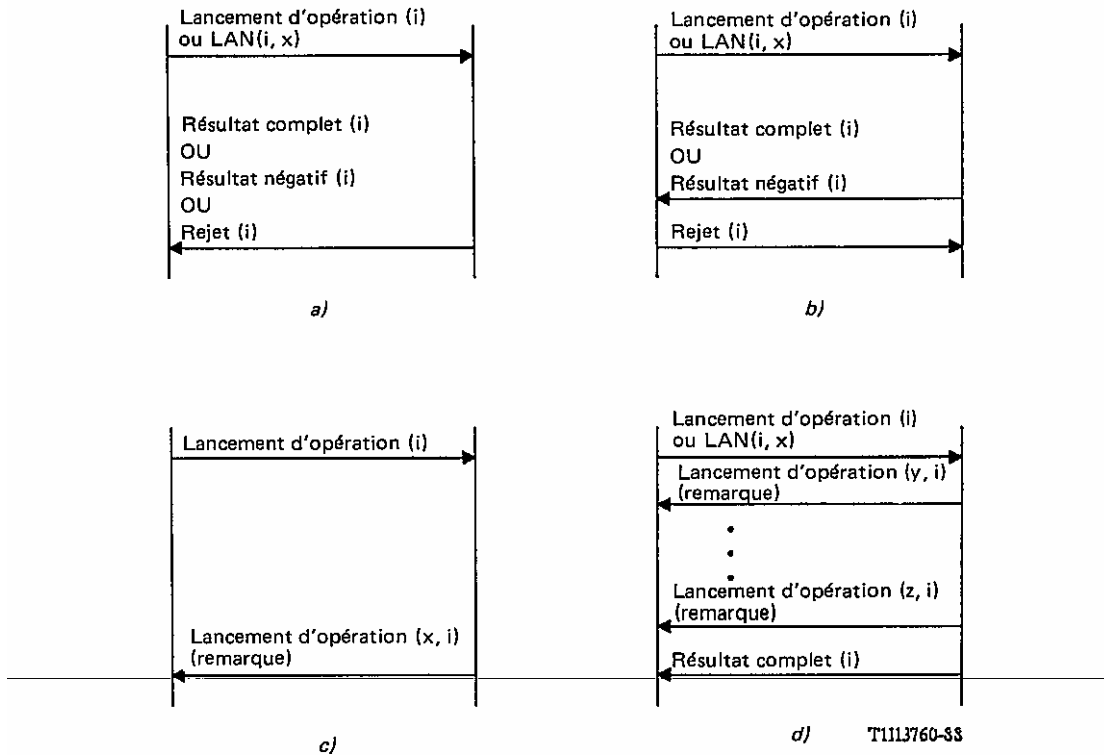 Lancement d'opération (i)
ou LAN(i, x)
Résultat complet (i)
OU
Résultat négatif (i)
OU
Rejet (i)
a)
Lancement d'opération (i)
ou LAN(i, x)
Résultat complet (i)
OU
Résultat négatif (i)
Rejet (i)
b)
Lancement d'opération (i)
Lancement d'opération (x, i)
(remarque)
c)
Lancement d'opération (i)
ou LAN(i, x)
Lancement d'opération (y, i)
(remarque)
Lancement d'opération (z, i)
(remarque)
Résultat complet (i)
d)
T1113760-88